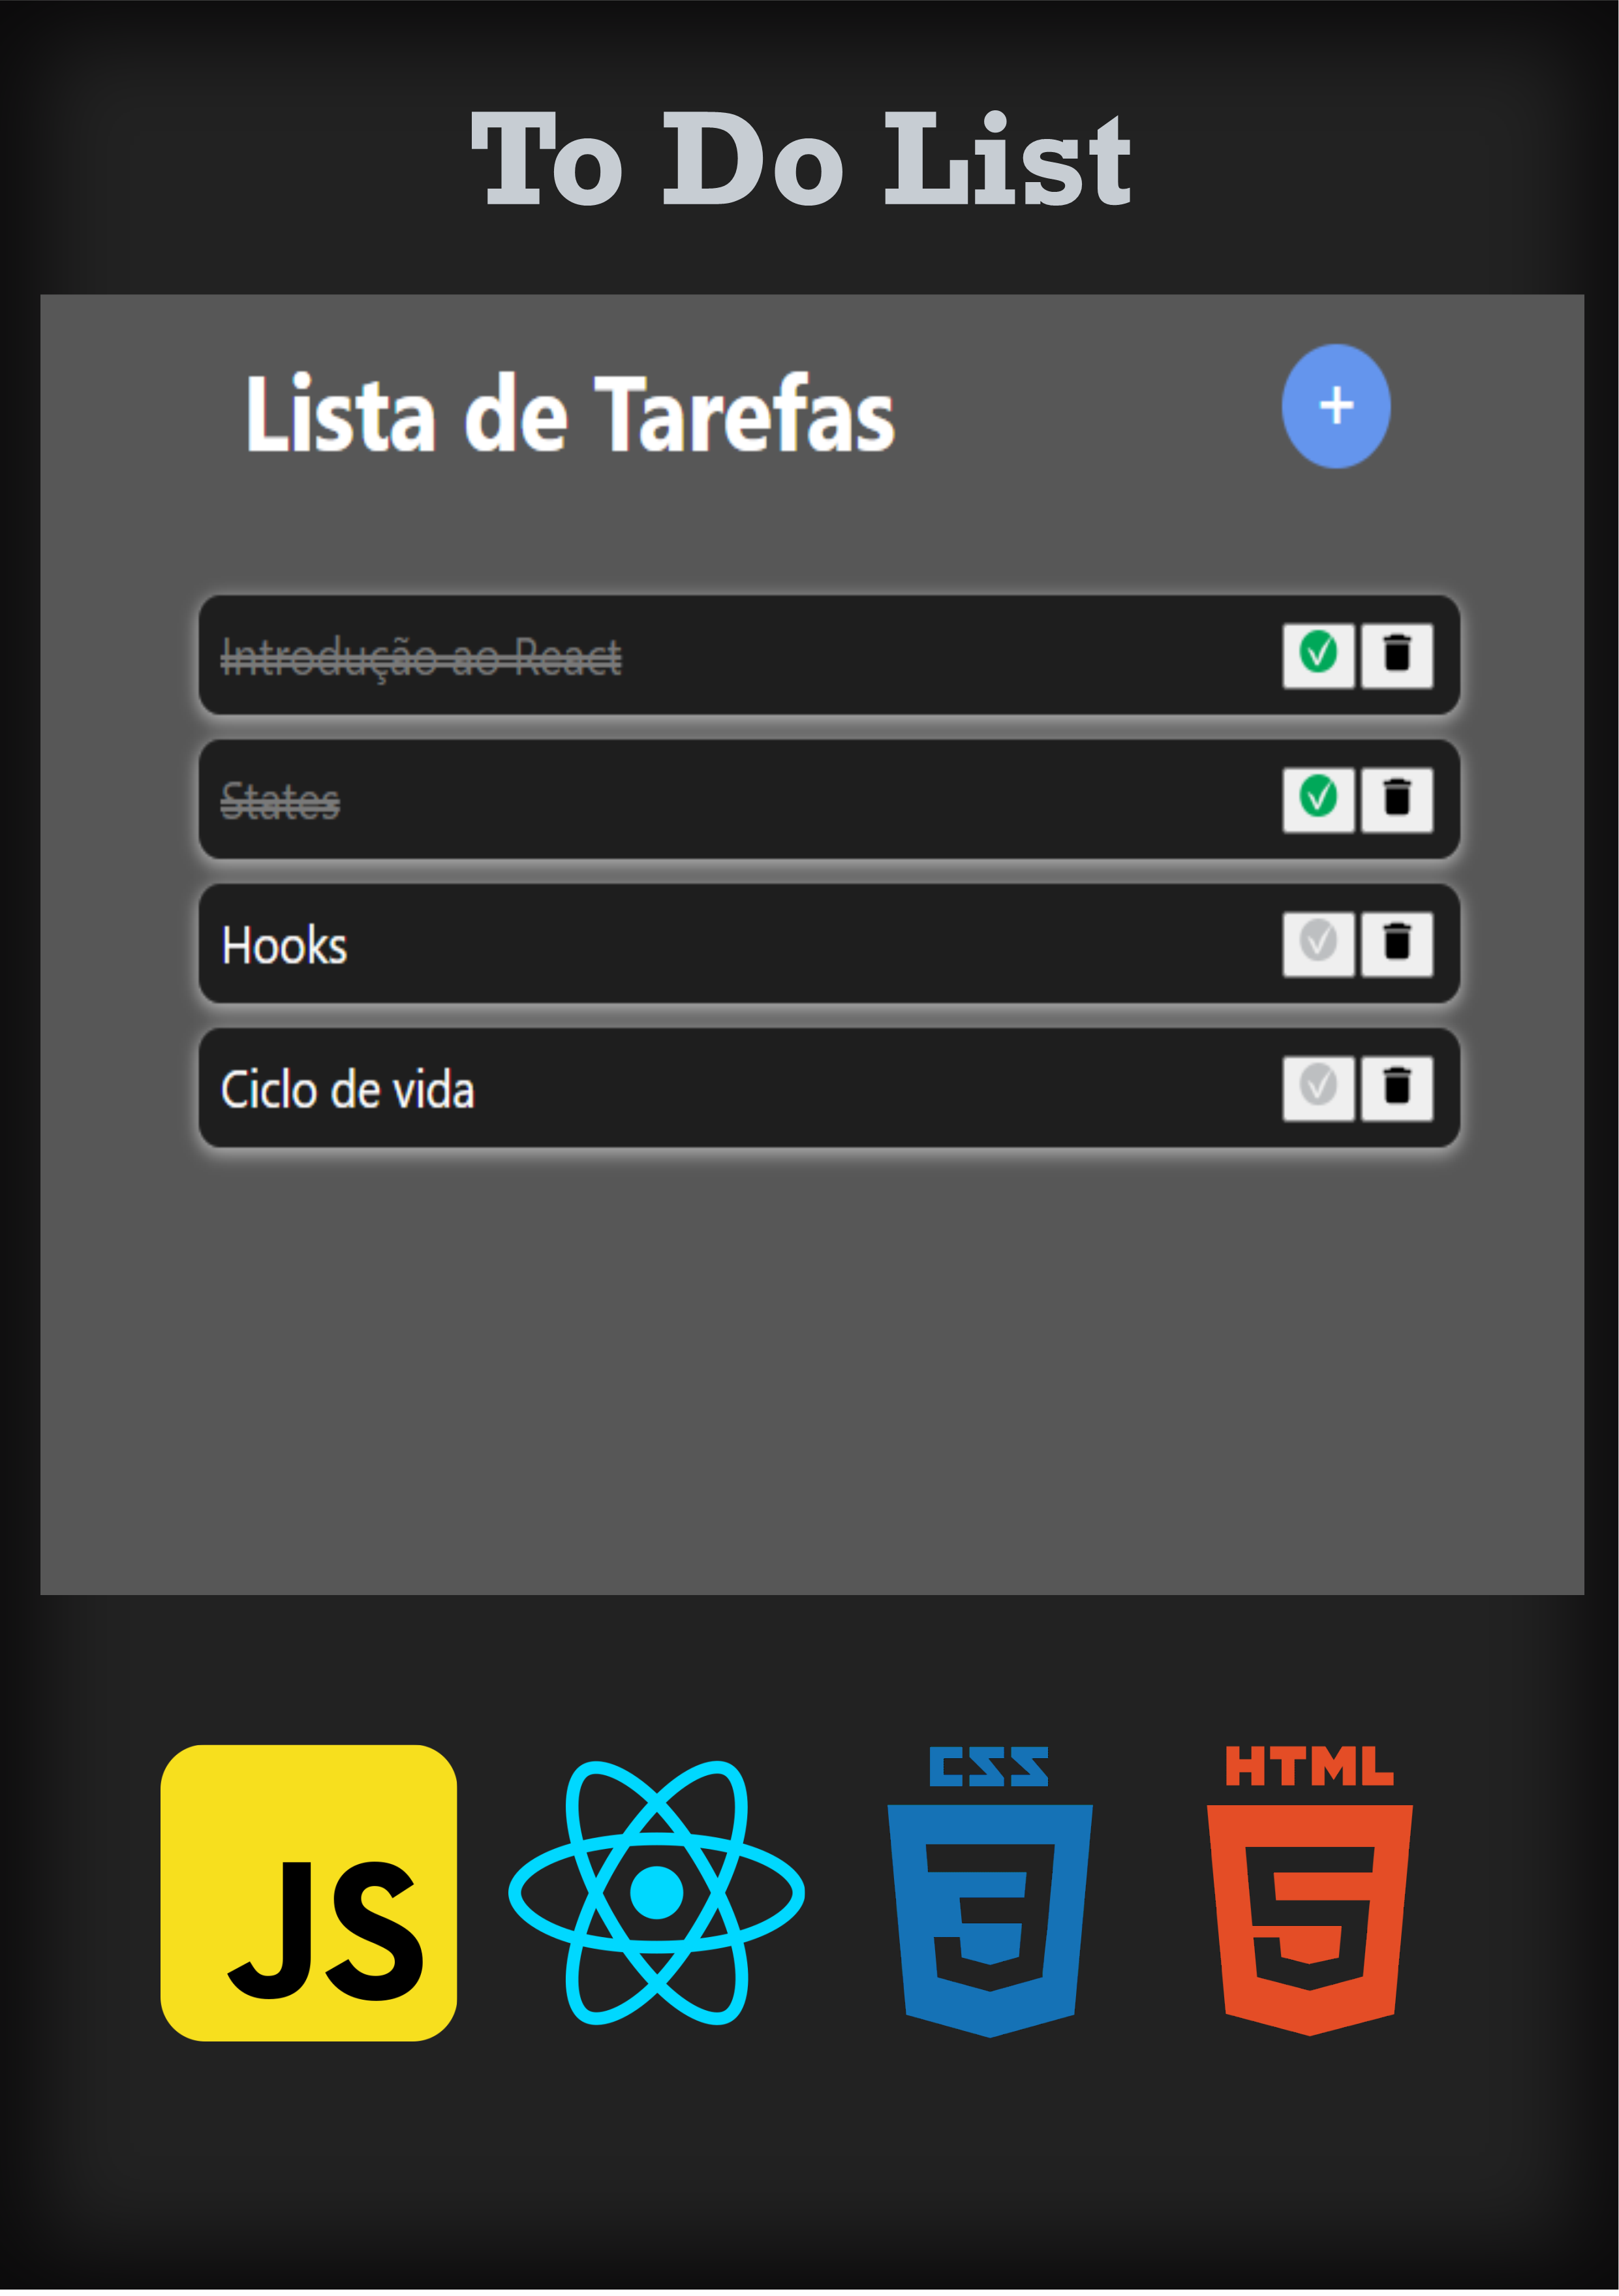 To Do List
Lista de Tarefas
+
Introdução ao React
States
Hooks
Ciclo de vida
JS
CSS
HTML